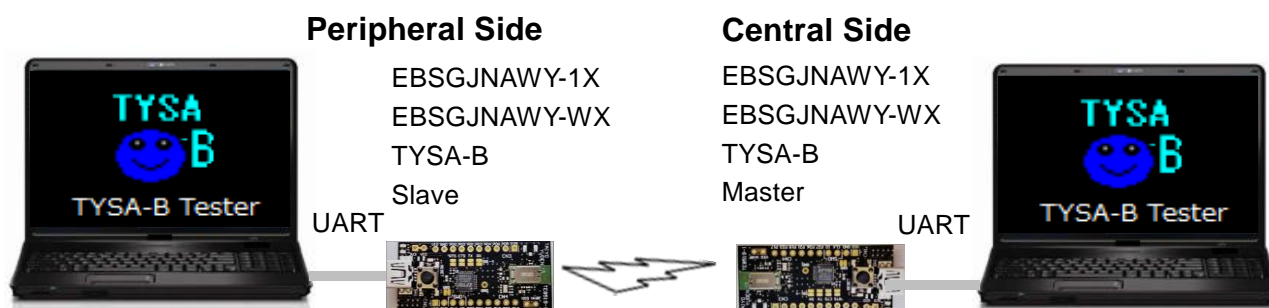 Peripheral Side
Central Side
EBSGJNAWY-1X
EBSGJNAWY-WX
TYSA-B
Slave
EBSGJNAWY-1X
EBSGJNAWY-WX
TYSA-B
Master
TYSA
-B
TYSA-B Tester
UART
UART
TYSA
-B
TYSA-B Tester